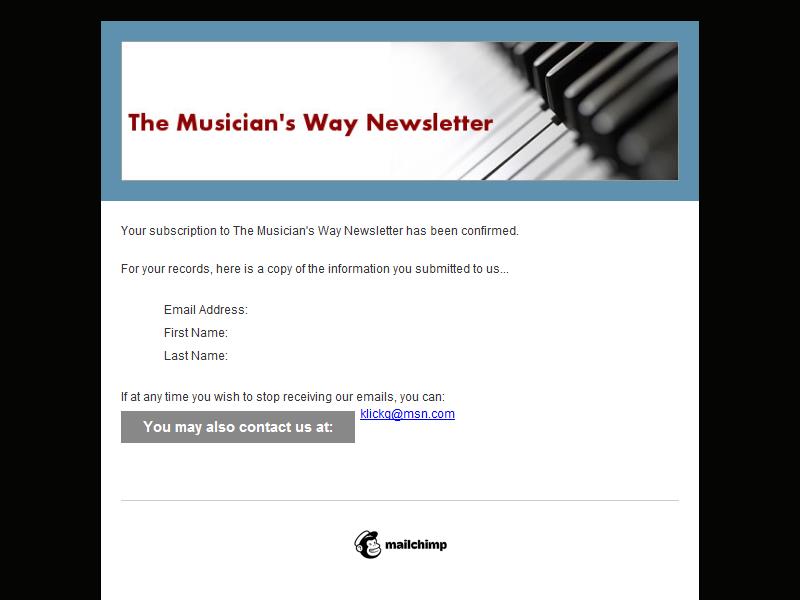 The Musician's Way Newsletter
Your subscription to The Musician's Way Newsletter has been confirmed.
For your records, here is a copy of the information you submitted to us...
Email Address:
First Name:
Last Name:
If at any time you wish to stop receiving our emails, you can:
You may also contact us at: klickg@msn.com
mailchimp